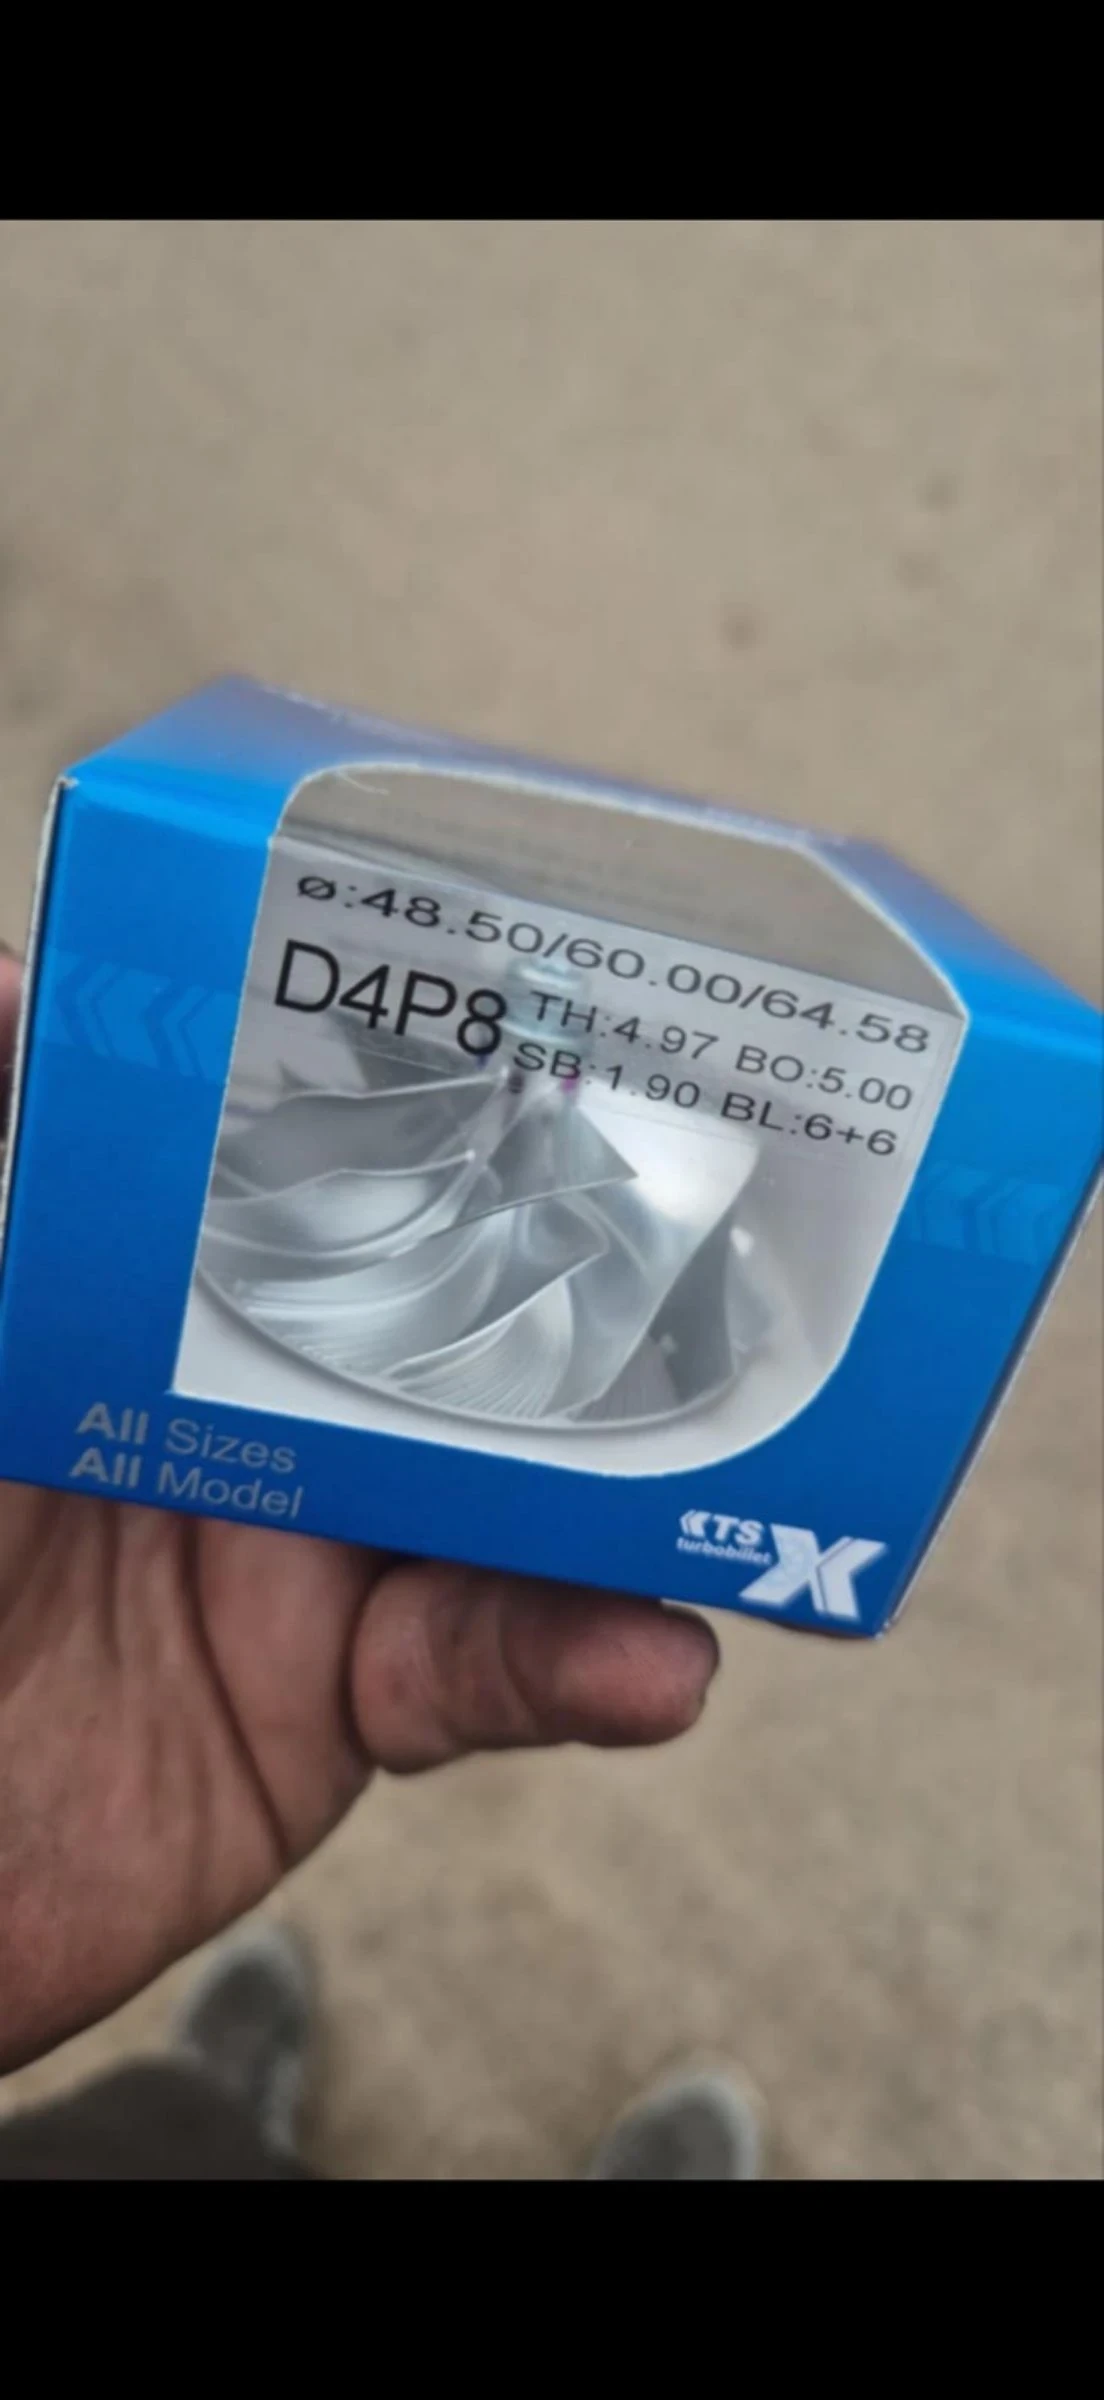 ø:48.50/60.00/64.58
D4P8
TH:4.97 BO:5.00
SB:1.90 BL:6+6
All Sizes
All Model
KTS
turbobillet
X